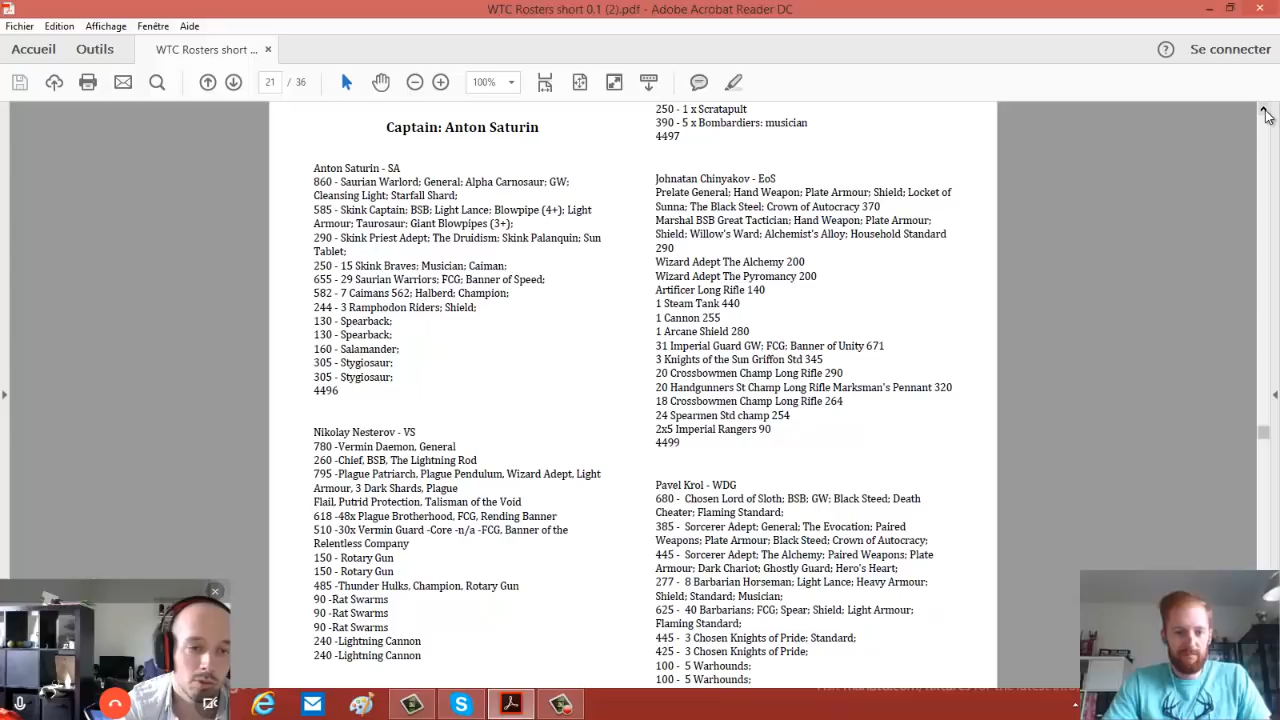 WTC Rosters short 0.1 (2).pdf - Adobe Acrobat Reader DC
Fichier Edition Affichage Fenêtre Aide
Accueil Outils WTC Rosters short ... × Se connecter
21 / 36 100%
Captain: Anton Saturin
Anton Saturin - SA
860 - Saurian Warlord; General; Alpha Carnosaur; GW;
Cleansing Light; Starfall Shard;
585 - Skink Captain; BSB; Light Lance; Blowpipe (4+); Light
Armour; Taurosaur; Giant Blowpipes (3+);
290 - Skink Priest Adept; The Druidism; Skink Palanquin; Sun
Tablet;
250 - 15 Skink Braves; Musician; Caiman;
655 - 29 Saurian Warriors; FCG; Banner of Speed;
582 - 7 Caimans 562; Halberd; Champion;
244 - 3 Ramphodon Riders; Shield;
130 - Spearback;
130 - Spearback;
160 - Salamander;
305 - Stygiosaur;
305 - Stygiosaur;
4496
Nikolay Nesterov - VS
780 -Vermin Daemon, General
260 -Chief, BSB, The Lightning Rod
795 -Plague Patriarch, Plague Pendulum, Wizard Adept, Light
Armour, 3 Dark Shards, Plague
Flail, Putrid Protection, Talisman of the Void
618 -48x Plague Brotherhood, FCG, Rending Banner
510 -30x Vermin Guard -Core -n/a -FCG, Banner of the
Relentless Company
150 - Rotary Gun
150 - Rotary Gun
485 -Thunder Hulks, Champion, Rotary Gun
90 -Rat Swarms
90 -Rat Swarms
90 -Rat Swarms
240 -Lightning Cannon
240 -Lightning Cannon
250 - 1 x Scratapult
390 - 5 x Bombardiers: musician
4497
Johnatan Chinyakov - EoS
Prelate General; Hand Weapon; Plate Armour; Shield; Locket of
Sunna; The Black Steel; Crown of Autocracy 370
Marshal BSB Great Tactician; Hand Weapon; Plate Armour;
Shield; Willow's Ward; Alchemist's Alloy; Household Standard
290
Wizard Adept The Alchemy 200
Wizard Adept The Pyromancy 200
Artificer Long Rifle 140
1 Steam Tank 440
1 Cannon 255
1 Arcane Shield 280
31 Imperial Guard GW; FCG; Banner of Unity 671
3 Knights of the Sun Griffon Std 345
20 Crossbowmen Champ Long Rifle 290
20 Handgunners St Champ Long Rifle Marksman's Pennant 320
18 Crossbowmen Champ Long Rifle 264
24 Spearmen Std champ 254
2x5 Imperial Rangers 90
4499
Pavel Krol - WDG
680 - Chosen Lord of Sloth; BSB; GW; Black Steed; Death
Cheater; Flaming Standard;
385 - Sorcerer Adept; General; The Evocation; Paired
Weapons; Plate Armour; Black Steed; Crown of Autocracy;
445 - Sorcerer Adept; The Alchemy; Paired Weapons; Plate
Armour; Dark Chariot; Ghostly Guard; Hero's Heart;
277 - 8 Barbarian Horseman; Light Lance; Heavy Armour;
Shield; Standard; Musician;
625 - 40 Barbarians; FCG; Spear; Shield; Light Armour;
Flaming Standard;
445 - 3 Chosen Knights of Pride; Standard;
425 - 3 Chosen Knights of Pride;
100 - 5 Warhounds;
100 - 5 Warhounds;